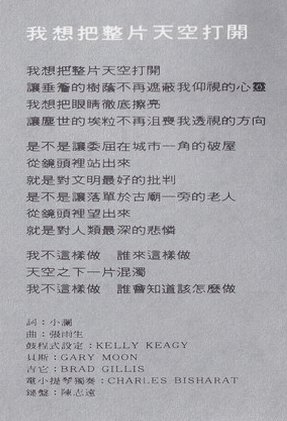 我想把整片天空打開
我想把整片天空打開
讓垂簷的樹蔭不再遮蔽我仰視的心靈
我想把眼睛徹底擦亮
讓塵世的埃粒不再沮喪我透視的方向
是不是讓委屈在城市一角的破屋
從鏡頭裡站出來
就是對文明最好的批判
是不是讓落單於古廟一旁的老人
從鏡頭裡望出來
就是對人類最深的悲憐
我不這樣做　誰來這樣做
天空之下一片混濁
我不這樣做　誰會知道該怎麼做
詞：小瀾
曲：張雨生
鼓程式設定：KELLY KEAGY
貝斯：GARY MOON
吉它：BRAD GILLIS
電小提琴獨奏：CHARLES BISHARAT
鍵盤：陳志遠